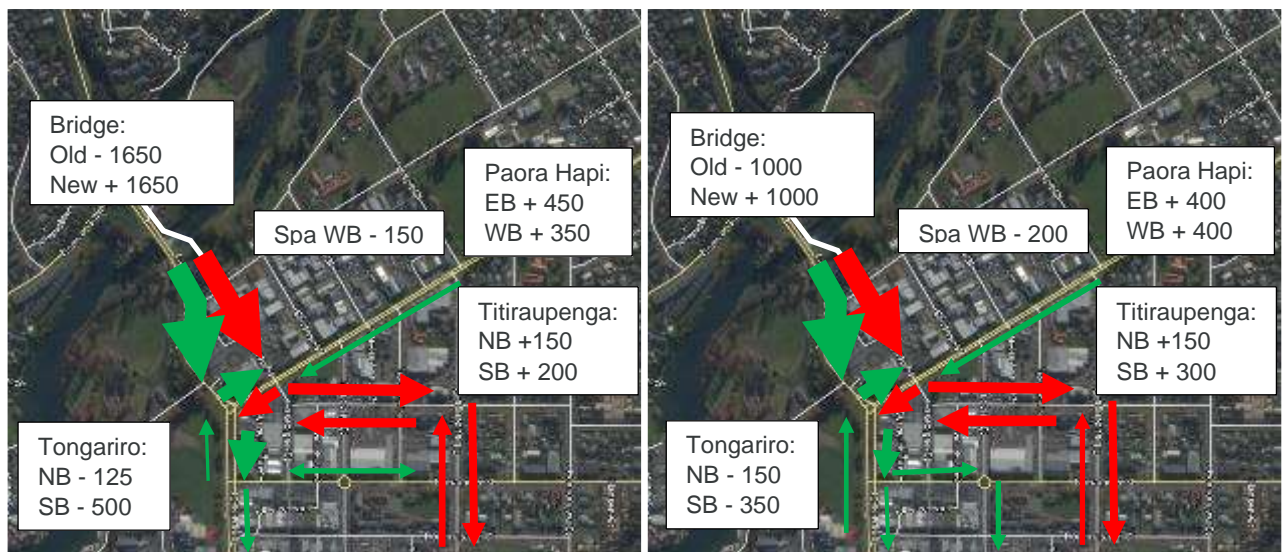 Bridge:
Old - 1650
New + 1650
Spa WB - 150
Paora Hapi:
EB + 450
WB + 350
Titiraupenga:
NB +150
SB + 200
Tongariro:
NB - 125
SB - 500
Bridge:
Old - 1000
New + 1000
Spa WB - 200
Paora Hapi:
EB + 400
WB + 400
Titiraupenga:
NB +150
SB + 300
Tongariro:
NB - 150
SB - 350